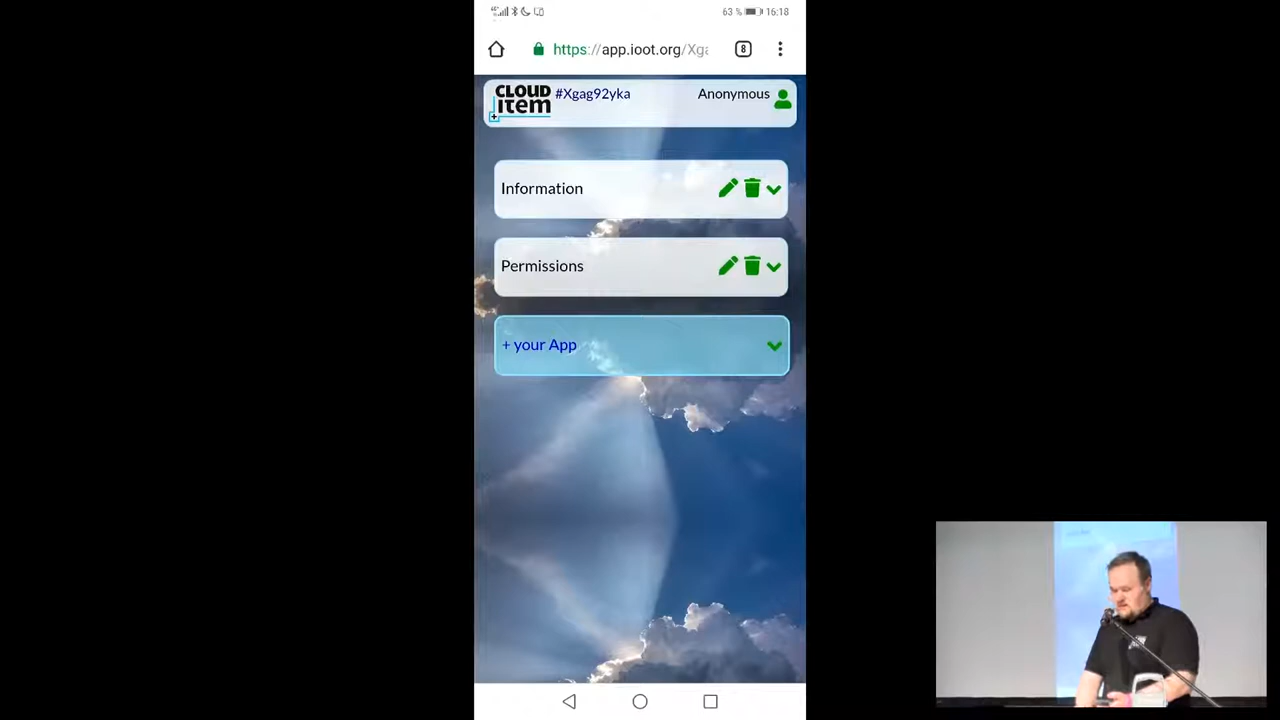 63 % 16:18
https://app.ioot.org/Xga
8
CLOUD
item
#Xgag92yka
Anonymous
Information
Permissions
+ your App